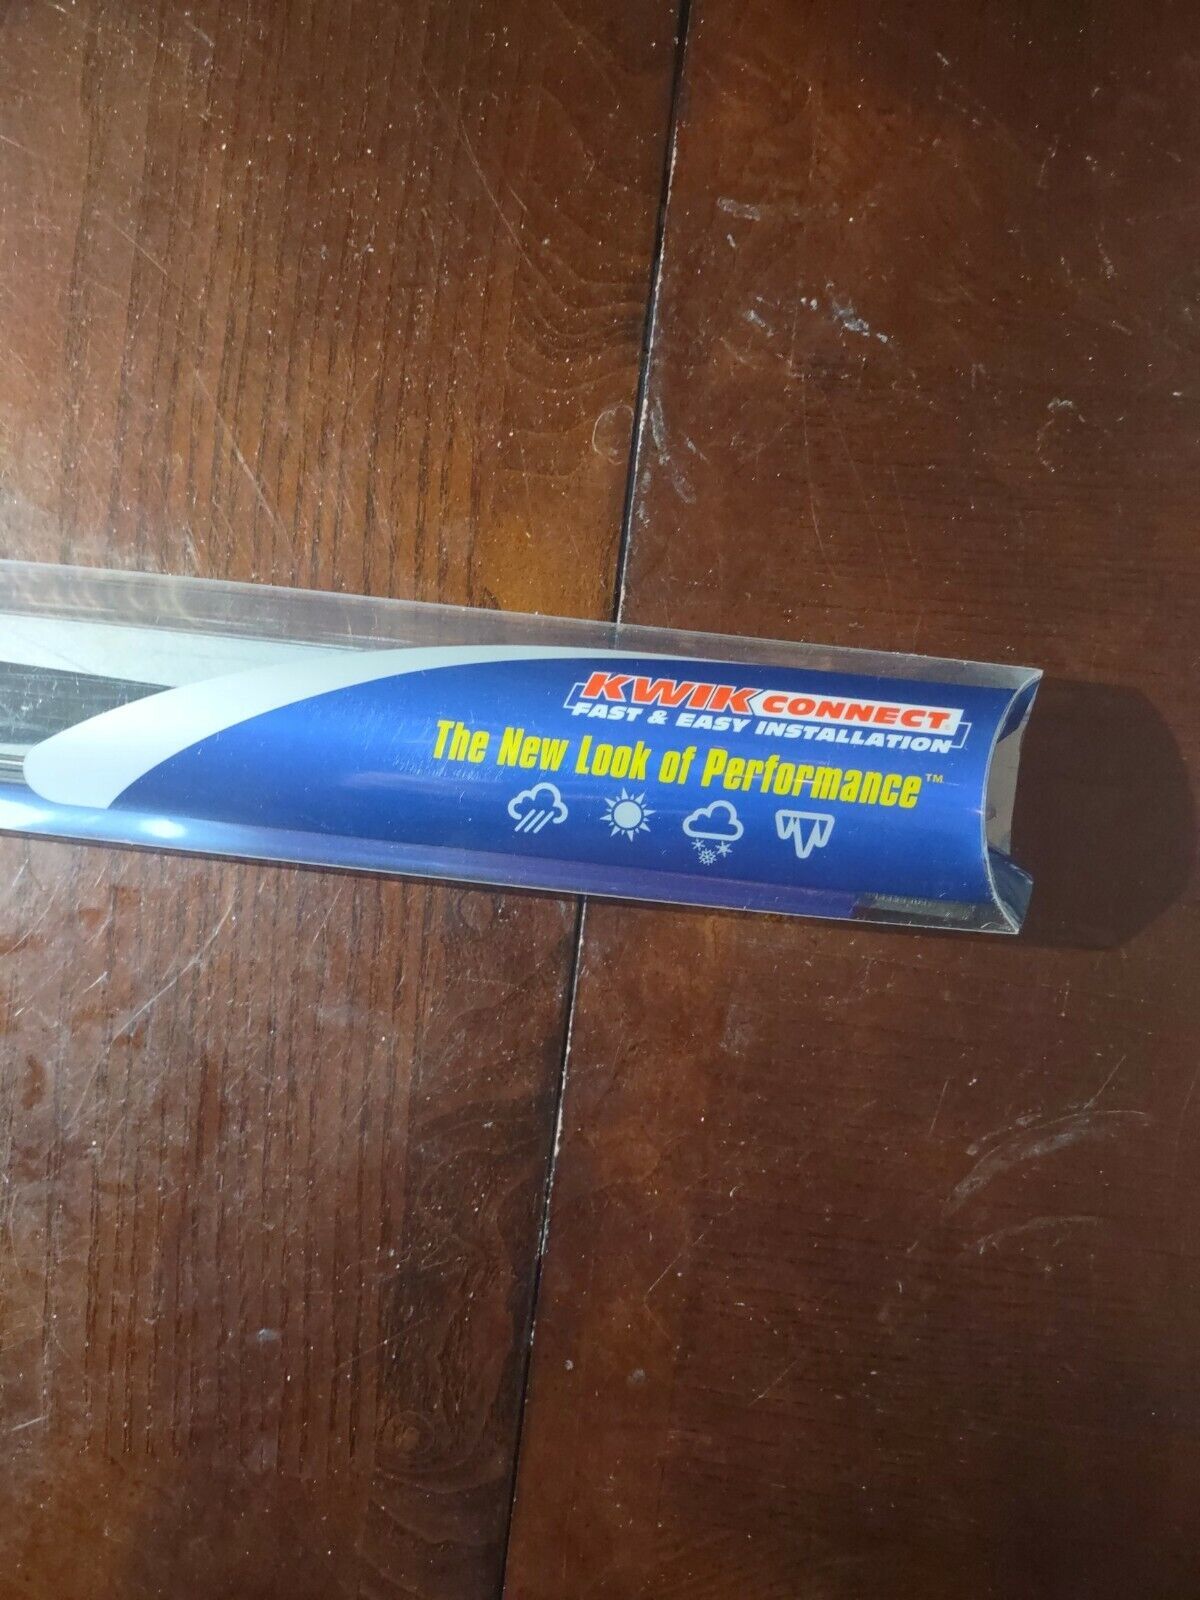 KWIK CONNECT®
FAST & EASY INSTALLATION
The New Look of Performance™